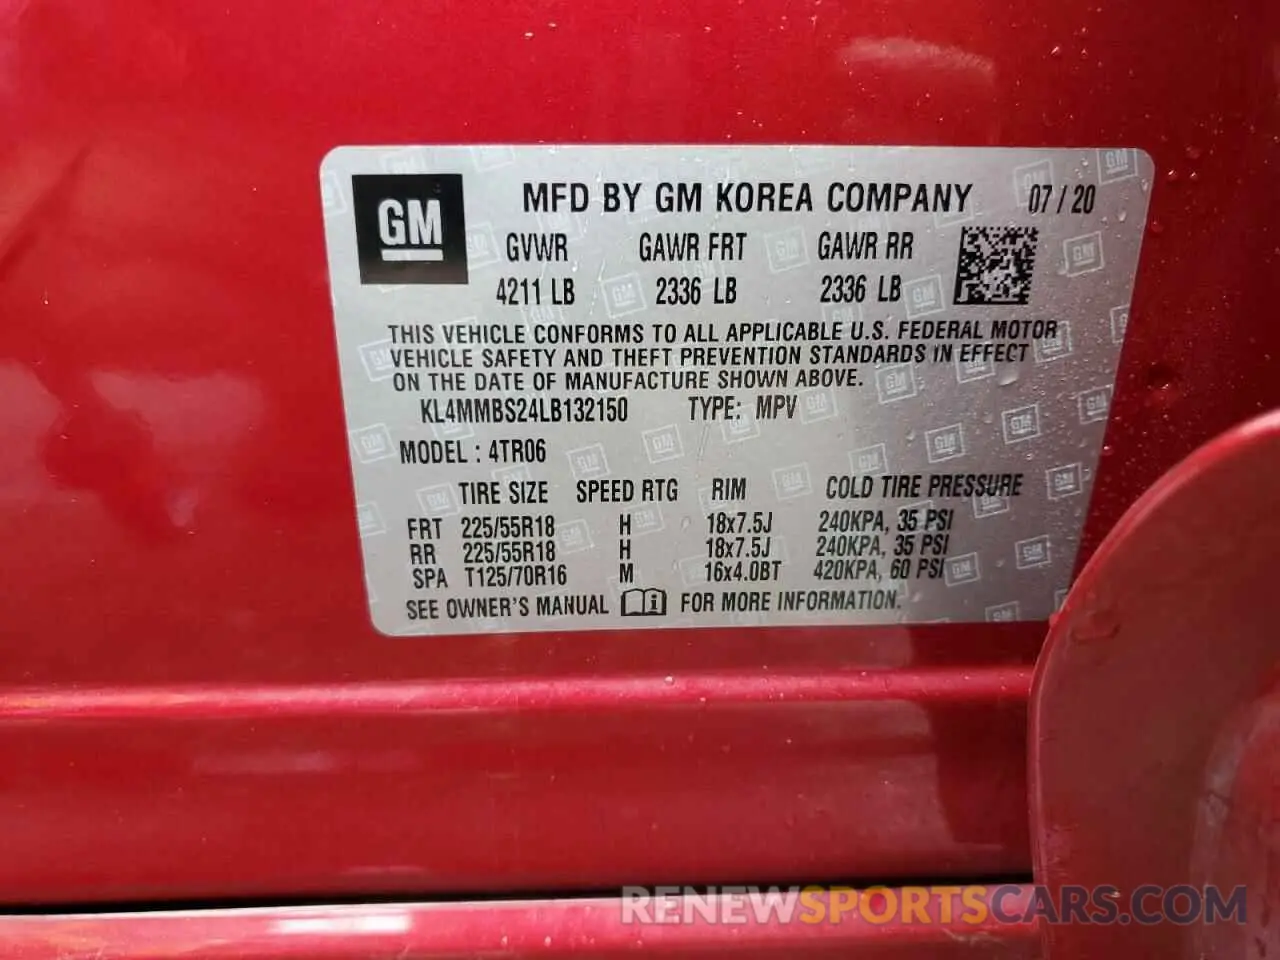 GM MFD BY GM KOREA COMPANY 07/20
GVWR GAWR FRT GAWR RR
4211 LB 2336 LB 2336 LB
THIS VEHICLE CONFORMS TO ALL APPLICABLE U.S. FEDERAL MOTOR
VEHICLE SAFETY AND THEFT PREVENTION STANDARDS IN EFFECT
ON THE DATE OF MANUFACTURE SHOWN ABOVE.
KL4MMBS24LB132150 TYPE: MPV
MODEL : 4TR06
TIRE SIZE SPEED RTG RIM COLD TIRE PRESSURE
FRT 225/55R18 H 18x7.5J 240KPA, 35 PSI
RR 225/55R18 H 18x7.5J 240KPA, 35 PSI
SPA T125/70R16 M 16x4.0BT 420KPA, 60 PSI
SEE OWNER'S MANUAL FOR MORE INFORMATION.
RENEWSPORTSCARS.COM